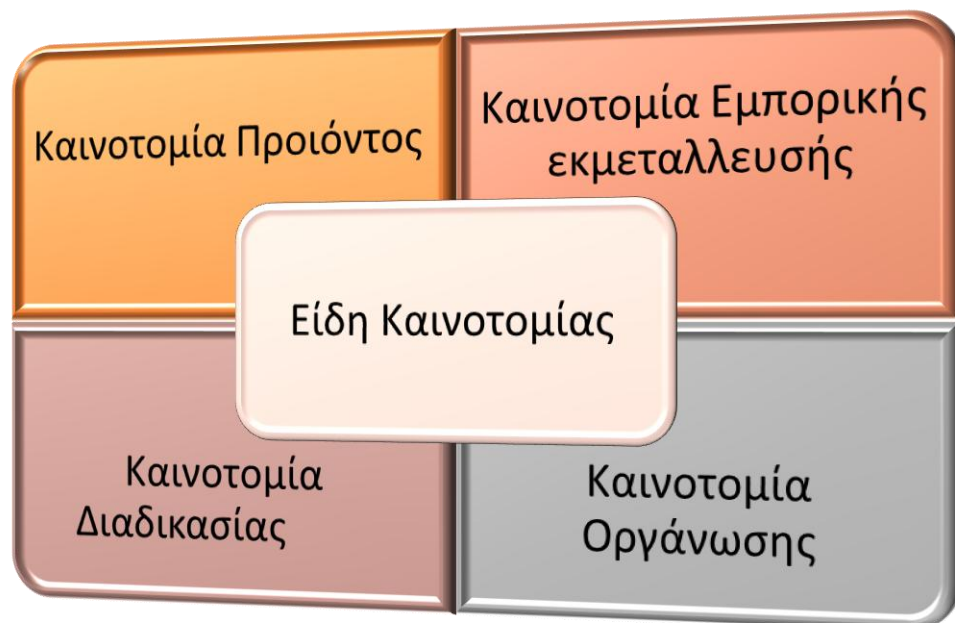 Καινοτομία Προιόντος
Καινοτομία Εμπορικής
εκμεταλλευσής
Είδη Καινοτομίας
Καινοτομία
Διαδικασίας
Καινοτομία
Οργάνωσης